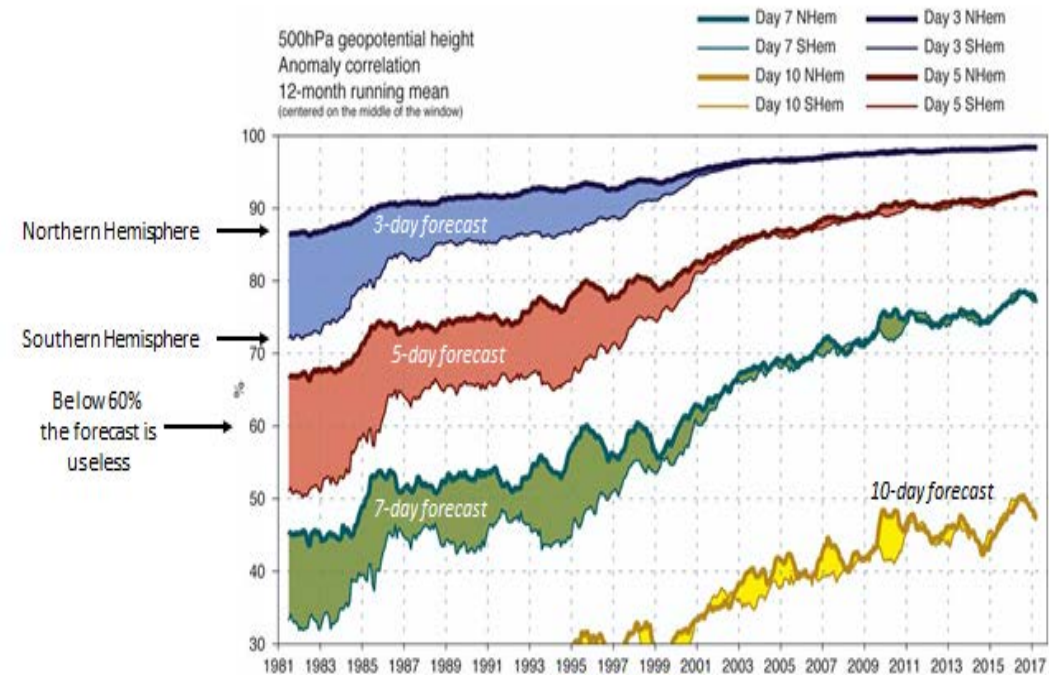 500hPa geopotential height
Anomaly correlation
12-month running mean
(centered on the middle of the window)
Day 7 NHem
Day 7 SHem
Day 10 NHem
Day 10 SHem
Day 3 NHem
Day 3 SHem
Day 5 NHem
Day 5 SHem
Northern Hemisphere
Southern Hemisphere
Below 60%
the forecast is
useless
%
100
90
80
70
60
50
40
30
3-day forecast
5-day forecast
7-day forecast
10-day forecast
1981 1983 1985 1987 1989 1991 1993 1995 1997 1999 2001 2003 2005 2007 2009 2011 2013 2015 2017